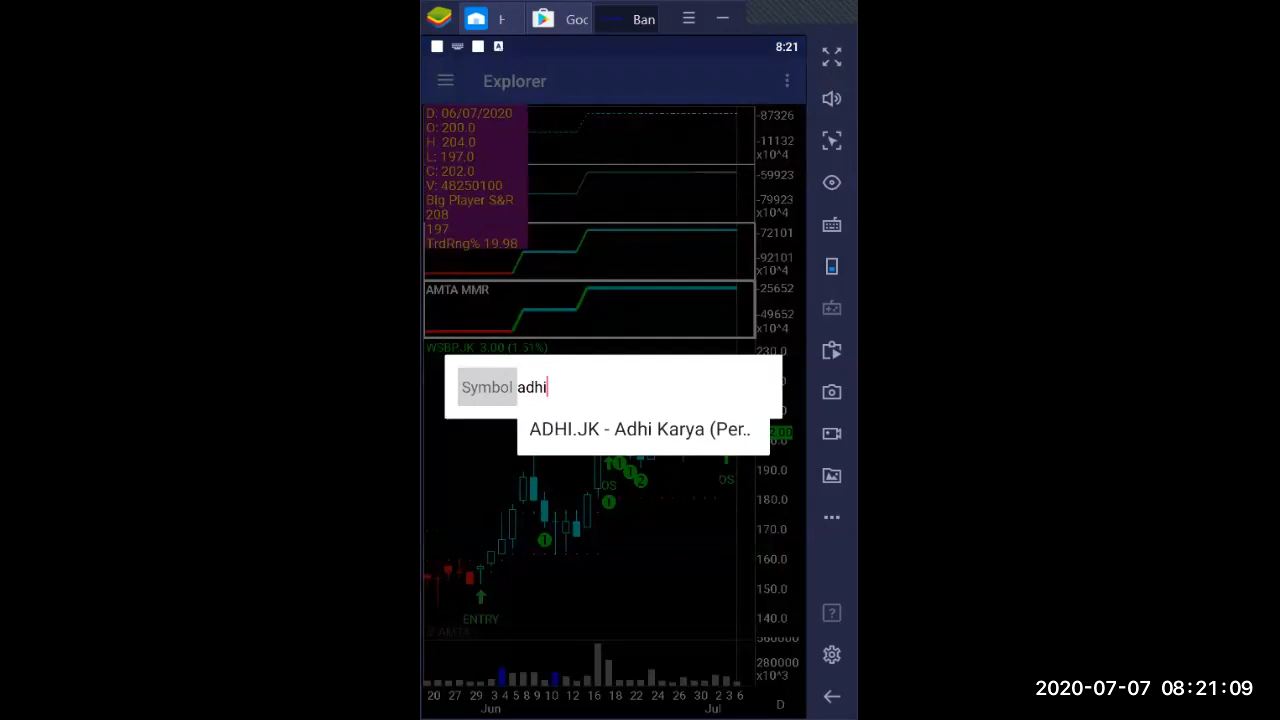 H
Goc
Ban
8:21
Explorer
D: 06/07/2020
O: 200.0
H: 204.0
L: 197.0
C: 202.0
V: 48250100
Big Player S&R
208
197
TrdRng% 19.98
-87326
-11132
x10^4
-59923
-79923
x10^4
-72101
-92101
x10^4
AMTA MMR
-25652
-49652
x10^4
WSBP.JK 3.00 (1.51%)
230.0
Symbol adhi
ADHI.JK - Adhi Karya (Per..
190.0
OS
OS
180.0
170.0
160.0
150.0
ENTRY
140.0
280000
x10^3
20 27 29 3 4 5 8 9 10 12 16 18 22 24 26 30 2 3 6
Jun Jul D
2020-07-07 08:21:09